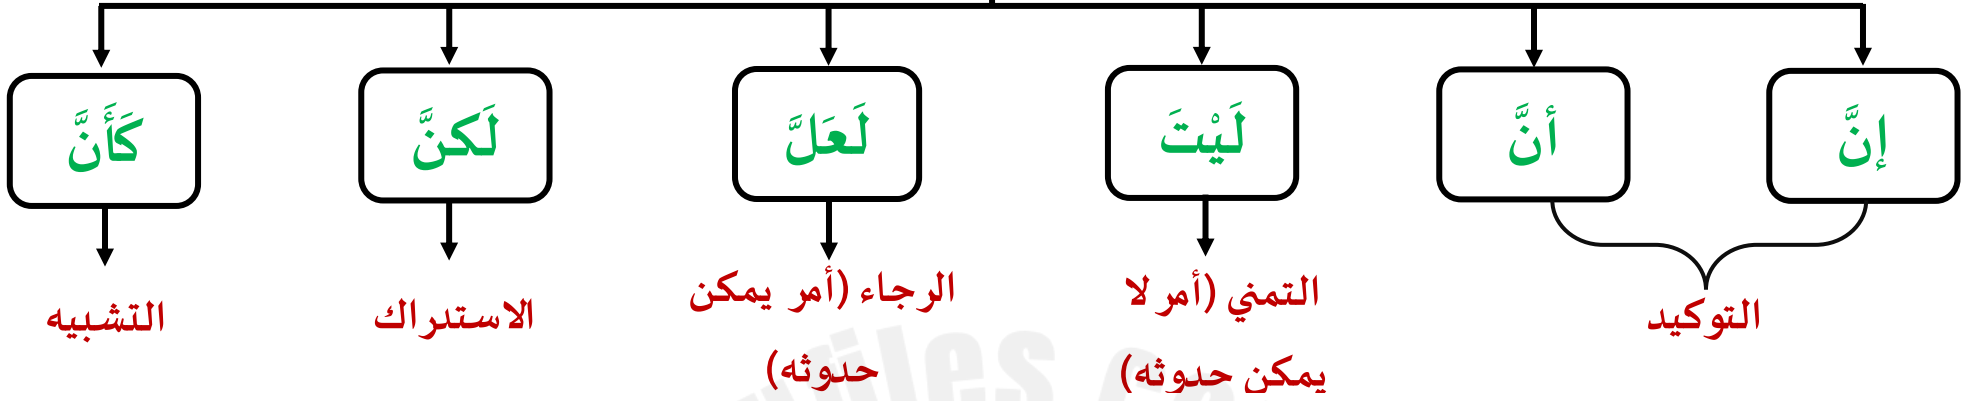 إنَّ
أنَّ
لَيْتَ
لَعَلَّ
لَكنَّ
كَأَنَّ
التوكيد
التمني (أمر لا
يمكن حدوثه)
الرجاء (أمر يمكن
حدوثه)
الاستدراك
التشبيه